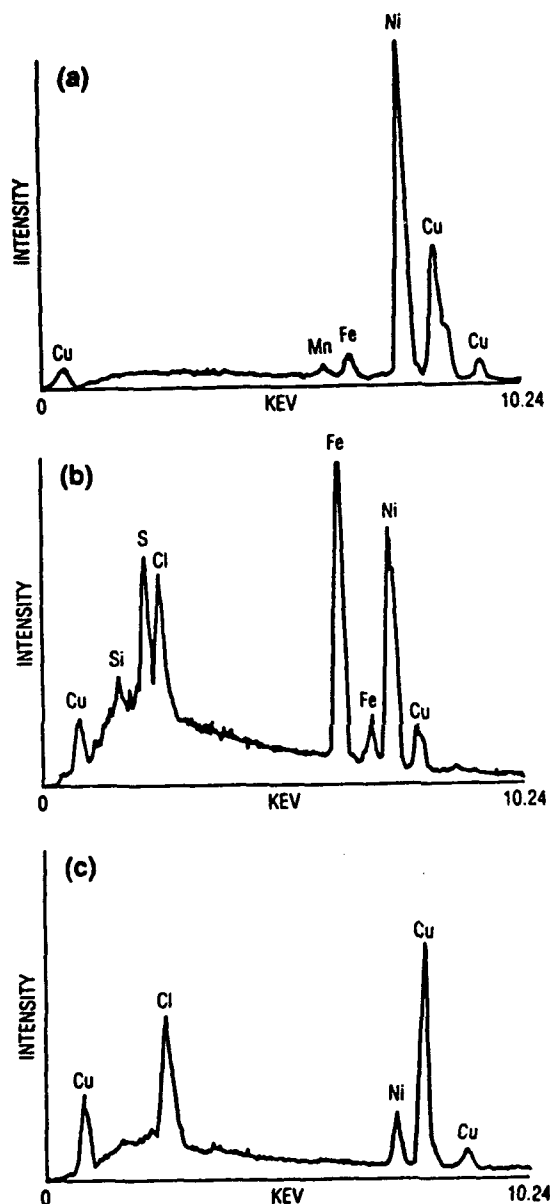 (a)
Ni
INTENSITY
Cu
Cu
Mn
Fe
Cu
0
KEV
10.24
(b)
Fe
Ni
S
Cl
INTENSITY
Si
Cu
Fe
Cu
0
KEV
10.24
(c)
Cu
Cl
INTENSITY
Cu
Ni
Cu
0
KEV
10.24